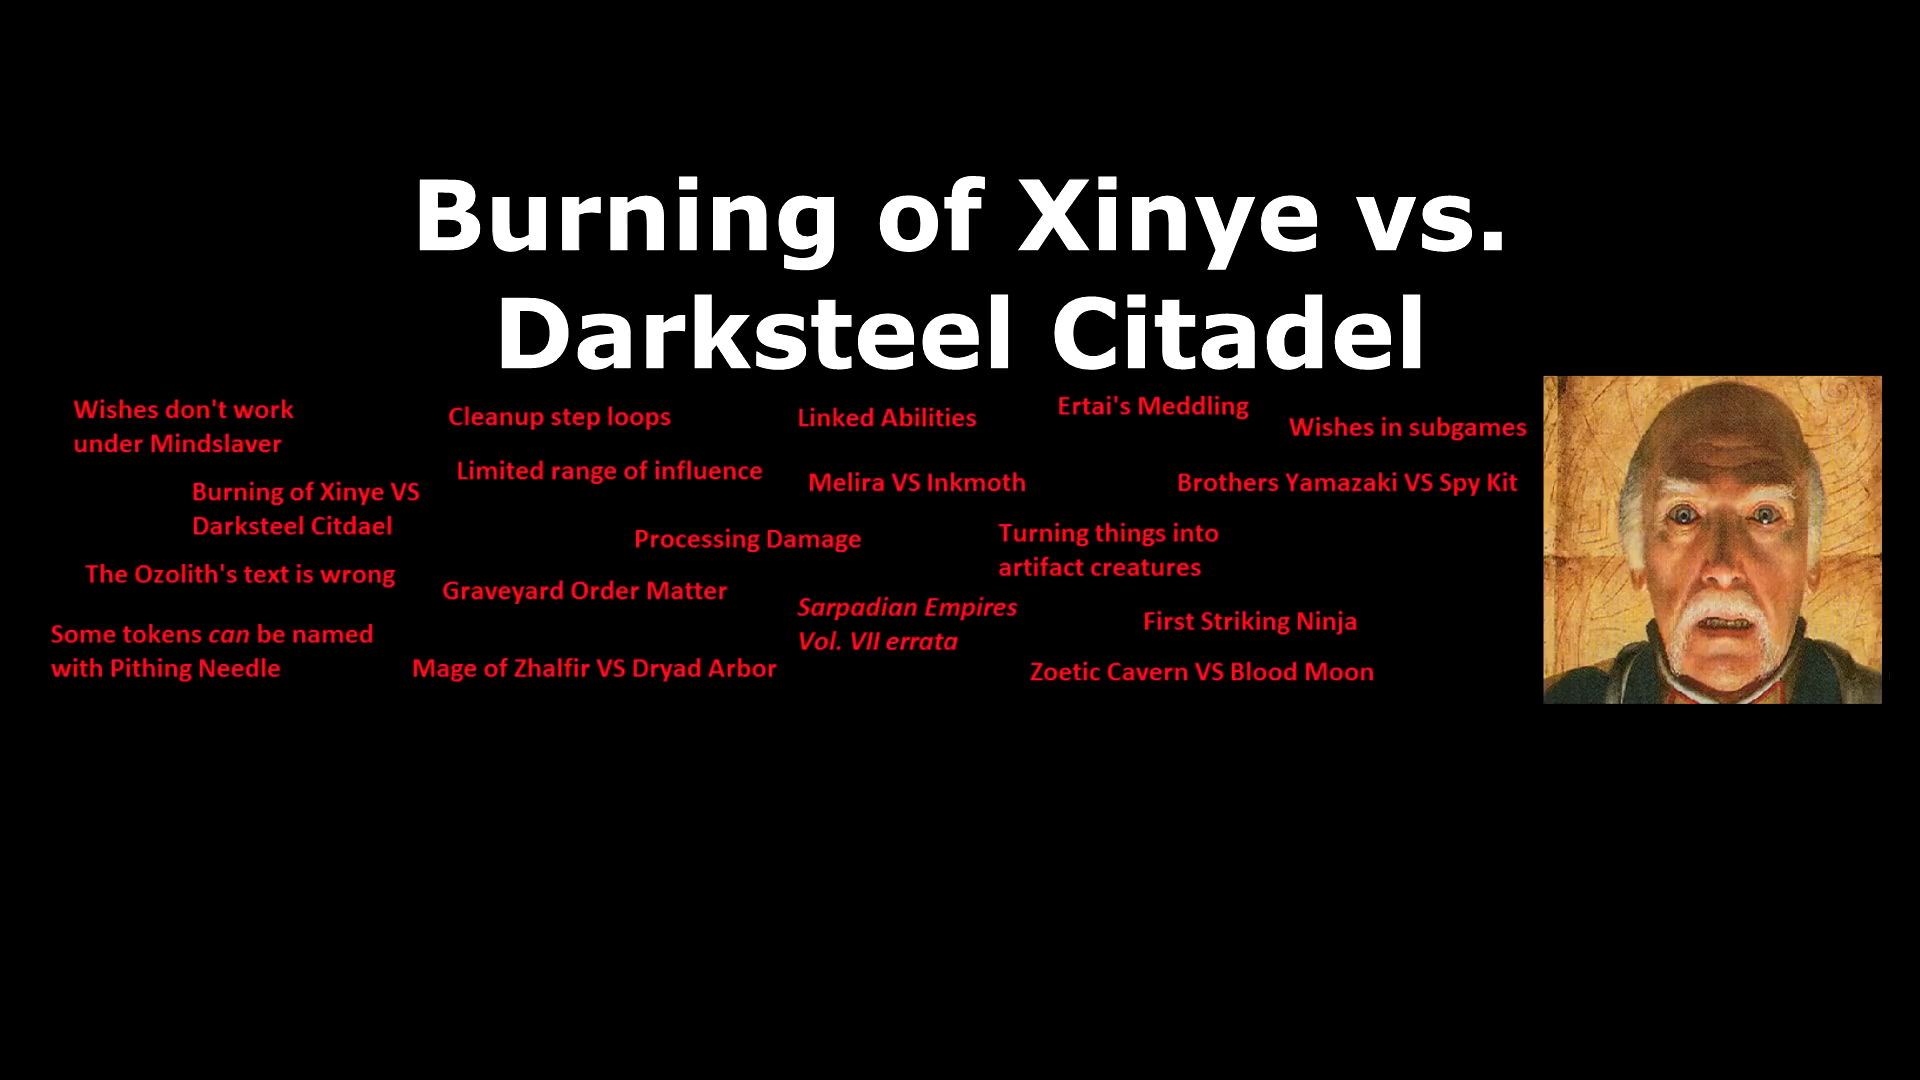 Burning of Xinye vs.
Darksteel Citadel
Wishes don't work
under Mindslaver
Cleanup step loops
Linked Abilities
Ertai's Meddling
Wishes in subgames
Burning of Xinye VS
Darksteel Citdael
Limited range of influence
Melira VS Inkmoth
Brothers Yamazaki VS Spy Kit
Processing Damage
Turning things into
artifact creatures
The Ozolith's text is wrong
Graveyard Order Matter
Sarpadian Empires
Vol. VII errata
First Striking Ninja
Some tokens can be named
with Pithing Needle
Mage of Zhalfir VS Dryad Arbor
Zoetic Cavern VS Blood Moon